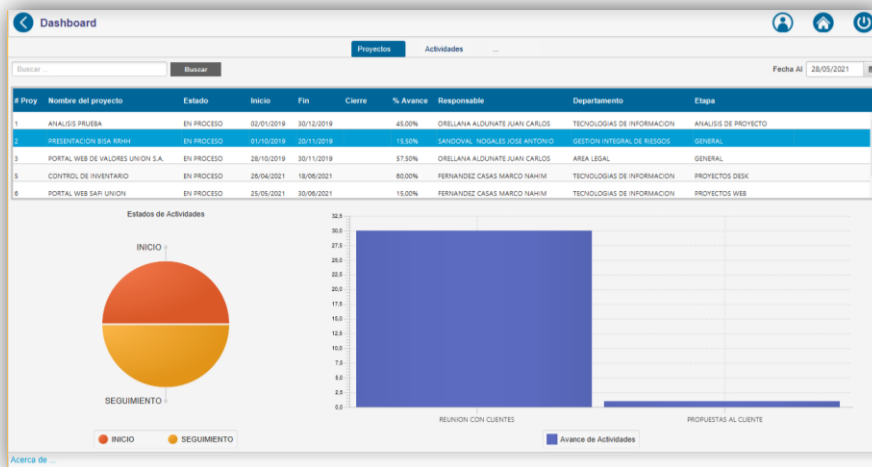 Dashboard
Proyectos Actividades ...
Buscar ... Buscar Fecha Al 28/05/2021
# Proy Nombre del proyecto Estado Inicio Fin Cierre % Avance Responsable Departamento Etapa
1 ANALISIS PRUEBA EN PROCESO 02/01/2019 30/12/2019 45,00% ORELLANA ALDUNATE JUAN CARLOS TECNOLOGIAS DE INFORMACION ANALISIS DE PROYECTO
2 PRESENTACION BISA RRHH EN PROCESO 01/10/2019 20/11/2019 15,50% SANDOVAL NOGALES JOSE ANTONIO GESTION INTEGRAL DE RIESGOS GENERAL
3 PORTAL WEB DE VALORES UNION S.A. EN PROCESO 28/10/2019 30/11/2019 57,50% ORELLANA ALDUNATE JUAN CARLOS AREA LEGAL GENERAL
5 CONTROL DE INVENTARIO EN PROCESO 26/04/2021 18/06/2021 60,00% FERNANDEZ CASAS MARCO NAHIM TECNOLOGIAS DE INFORMACION PROYECTOS DESK
6 PORTAL WEB SAFI UNION EN PROCESO 25/05/2021 30/06/2021 15,00% FERNANDEZ CASAS MARCO NAHIM TECNOLOGIAS DE INFORMACION PROYECTOS WEB
Estados de Actividades
INICIO
SEGUIMIENTO
INICIO SEGUIMIENTO
32,5
30,0
27,5
25,0
22,5
20,0
17,5
15,0
12,5
10,0
7,5
5,0
2,5
0,0
REUNION CON CLIENTES PROPUESTAS AL CLIENTE
Avance de Actividades
Acerca de ...